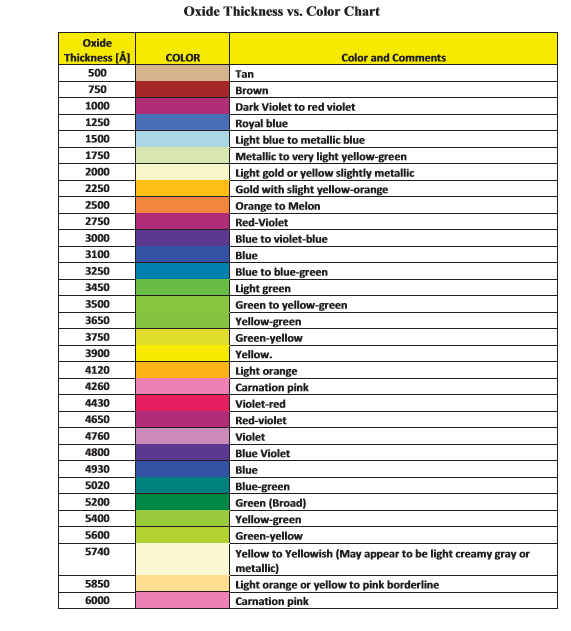 Oxide Thickness vs. Color Chart
Oxide
Thickness [Å] COLOR Color and Comments
500 Tan
750 Brown
1000 Dark Violet to red violet
1250 Royal blue
1500 Light blue to metallic blue
1750 Metallic to very light yellow-green
2000 Light gold or yellow slightly metallic
2250 Gold with slight yellow-orange
2500 Orange to Melon
2750 Red-Violet
3000 Blue to violet-blue
3100 Blue
3250 Blue to blue-green
3450 Light green
3500 Green to yellow-green
3650 Yellow-green
3750 Green-yellow
3900 Yellow.
4120 Light orange
4260 Carnation pink
4430 Violet-red
4650 Red-violet
4760 Violet
4800 Blue Violet
4930 Blue
5020 Blue-green
5200 Green (Broad)
5400 Yellow-green
5600 Green-yellow
5740 Yellow to Yellowish (May appear to be light creamy gray or
metallic)
5850 Light orange or yellow to pink borderline
6000 Carnation pink